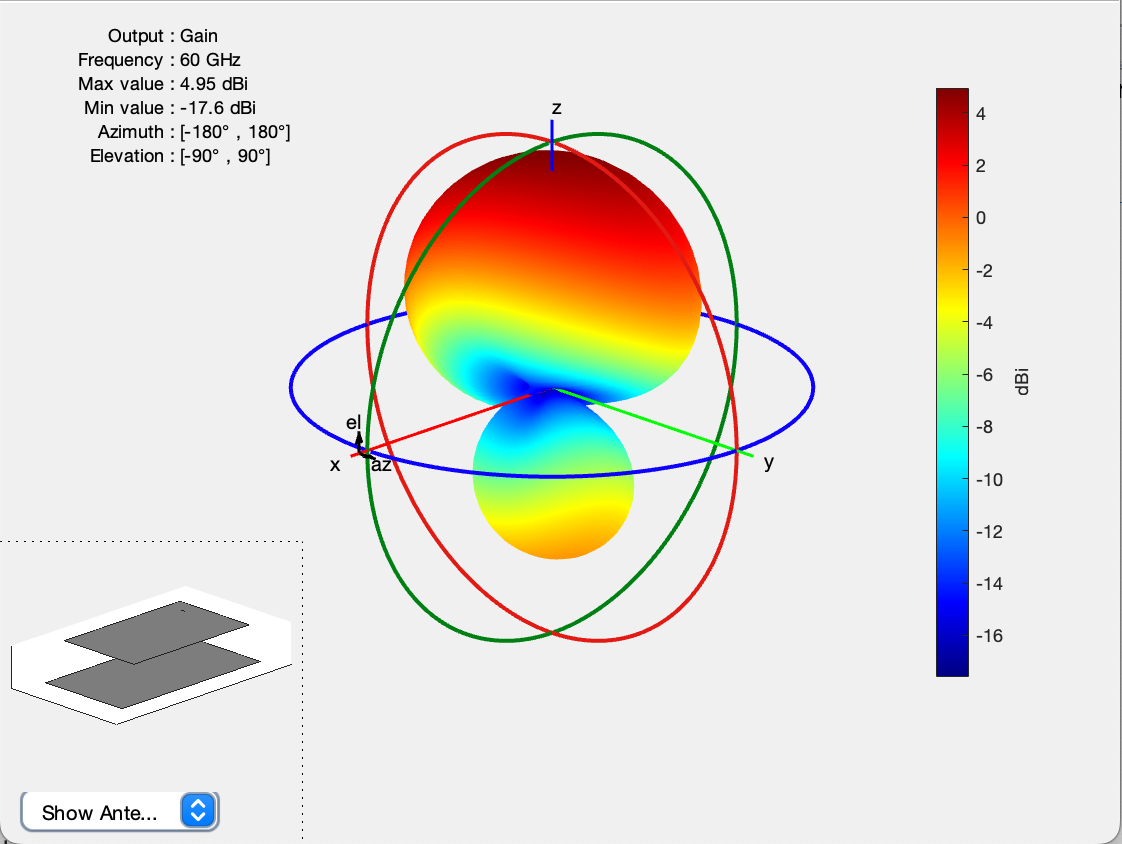 Output : Gain
Frequency : 60 GHz
Max value : 4.95 dBi
Min value : -17.6 dBi
Azimuth : [-180° , 180°]
Elevation : [-90° , 90°]
z
4
2
0
-2
-4
-6
-8
-10
-12
-14
-16
dBi
el
x
az
y
Show Ante...